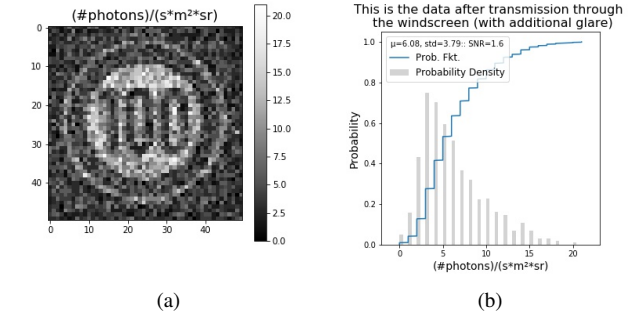 (#photons)/(s*m²*sr)
0
10
20
30
40
0 10 20 30 40
20.0
17.5
15.0
12.5
10.0
7.5
5.0
2.5
0.0
(a)
This is the data after transmission through
the windscreen (with additional glare)
μ=6.08, std=3.79:: SNR=1.6
Prob. Fkt.
Probability Density
Probability
1.0
0.8
0.6
0.4
0.2
0.0
0 5 10 15 20
(#photons)/(s*m²*sr)
(b)